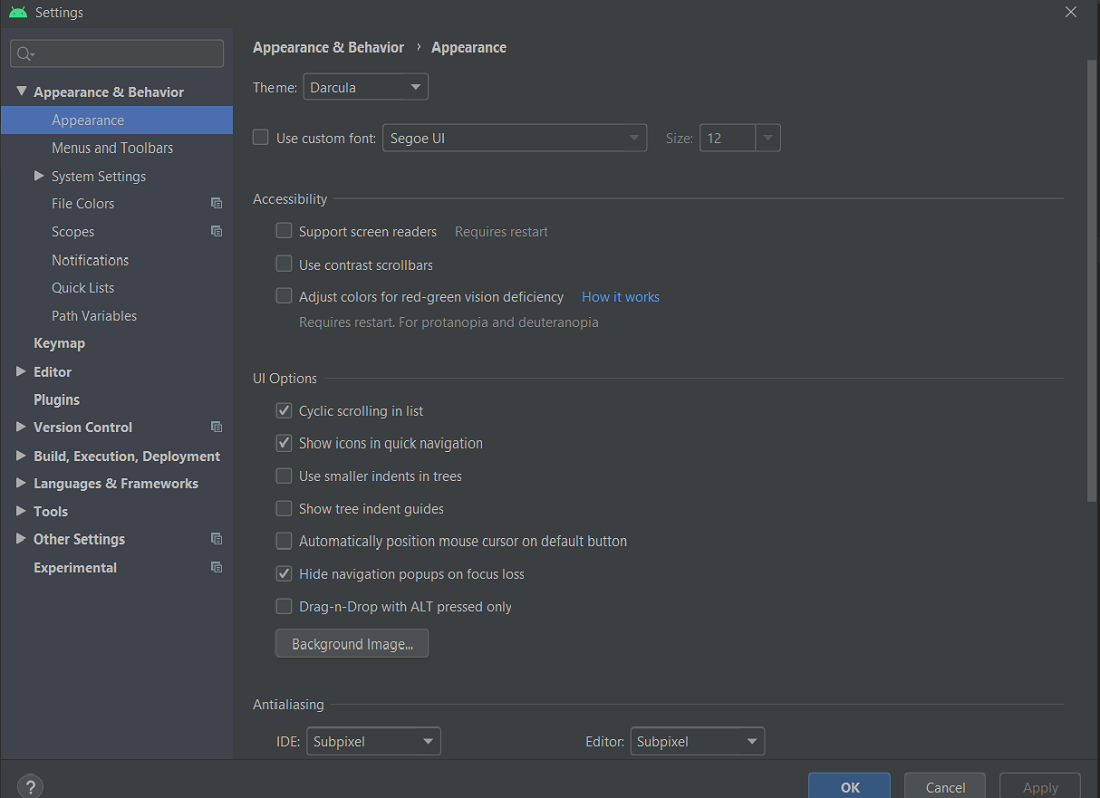 Settings
Appearance & Behavior
Appearance
Menus and Toolbars
System Settings
File Colors
Scopes
Notifications
Quick Lists
Path Variables
Keymap
Editor
Plugins
Version Control
Build, Execution, Deployment
Languages & Frameworks
Tools
Other Settings
Experimental
Appearance & Behavior › Appearance
Theme: Darcula
Use custom font: Segoe UI Size: 12
Accessibility
Support screen readers Requires restart
Use contrast scrollbars
Adjust colors for red-green vision deficiency How it works
Requires restart. For protanopia and deuteranopia
UI Options
Cyclic scrolling in list
Show icons in quick navigation
Use smaller indents in trees
Show tree indent guides
Automatically position mouse cursor on default button
Hide navigation popups on focus loss
Drag-n-Drop with ALT pressed only
Background Image...
Antialiasing
IDE: Subpixel Editor: Subpixel
? OK Cancel Apply